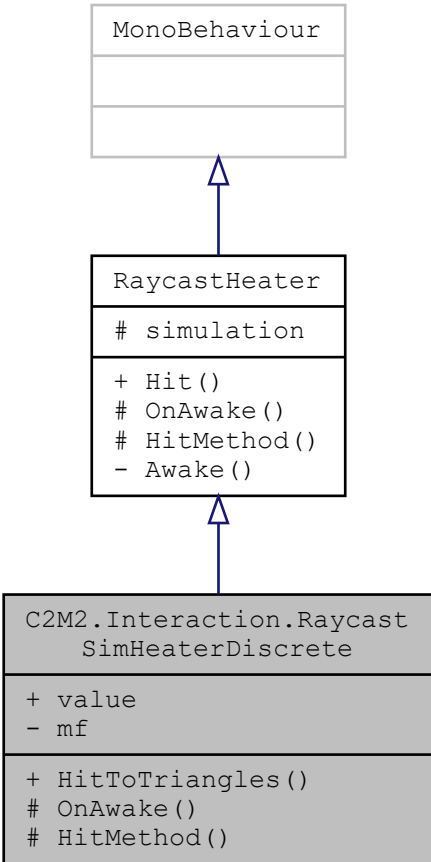 MonoBehaviour
RaycastHeater
# simulation
+ Hit()
# OnAwake()
# HitMethod()
- Awake()
C2M2.Interaction.Raycast
SimHeaterDiscrete
+ value
- mf
+ HitToTriangles()
# OnAwake()
# HitMethod()